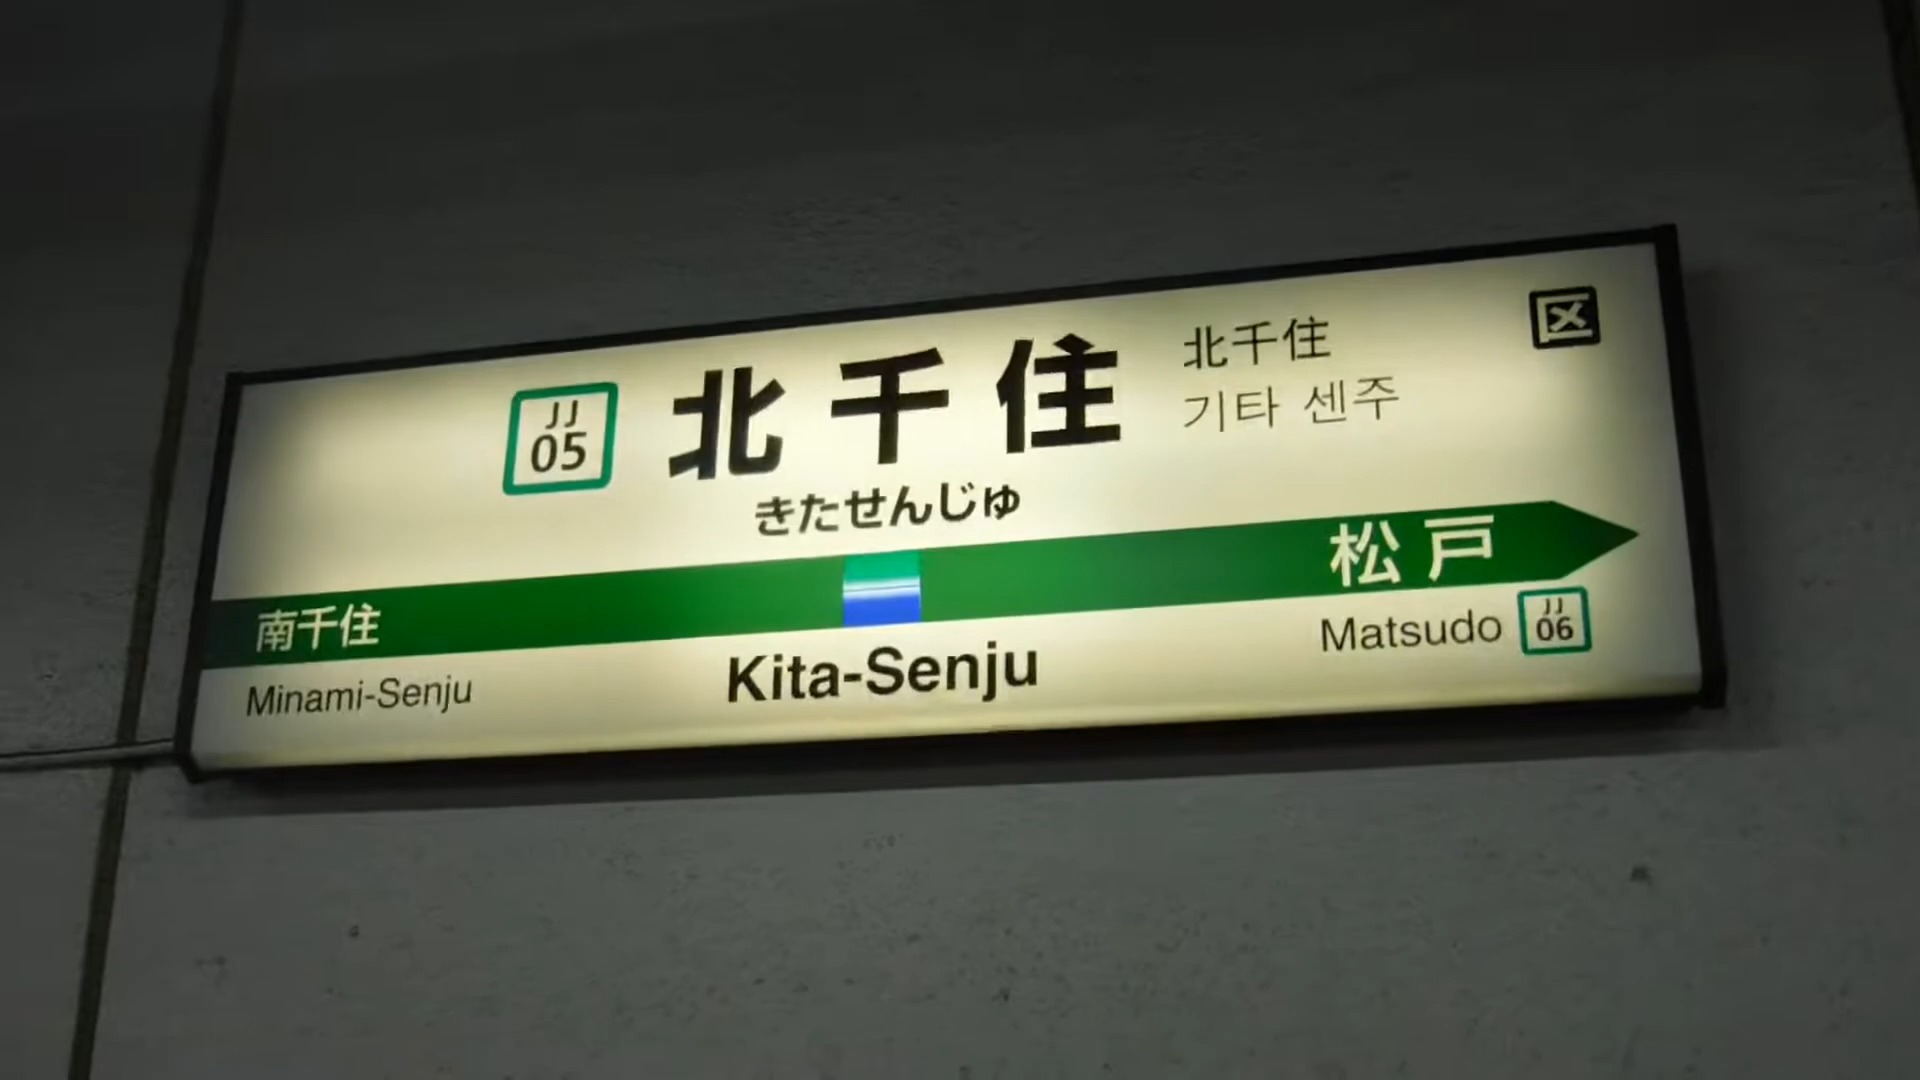 JJ
05
北千住
北千住
기타 센주
区
きたせんじゅ
南千住
松戸
Minami-Senju
Kita-Senju
Matsudo
JJ
06